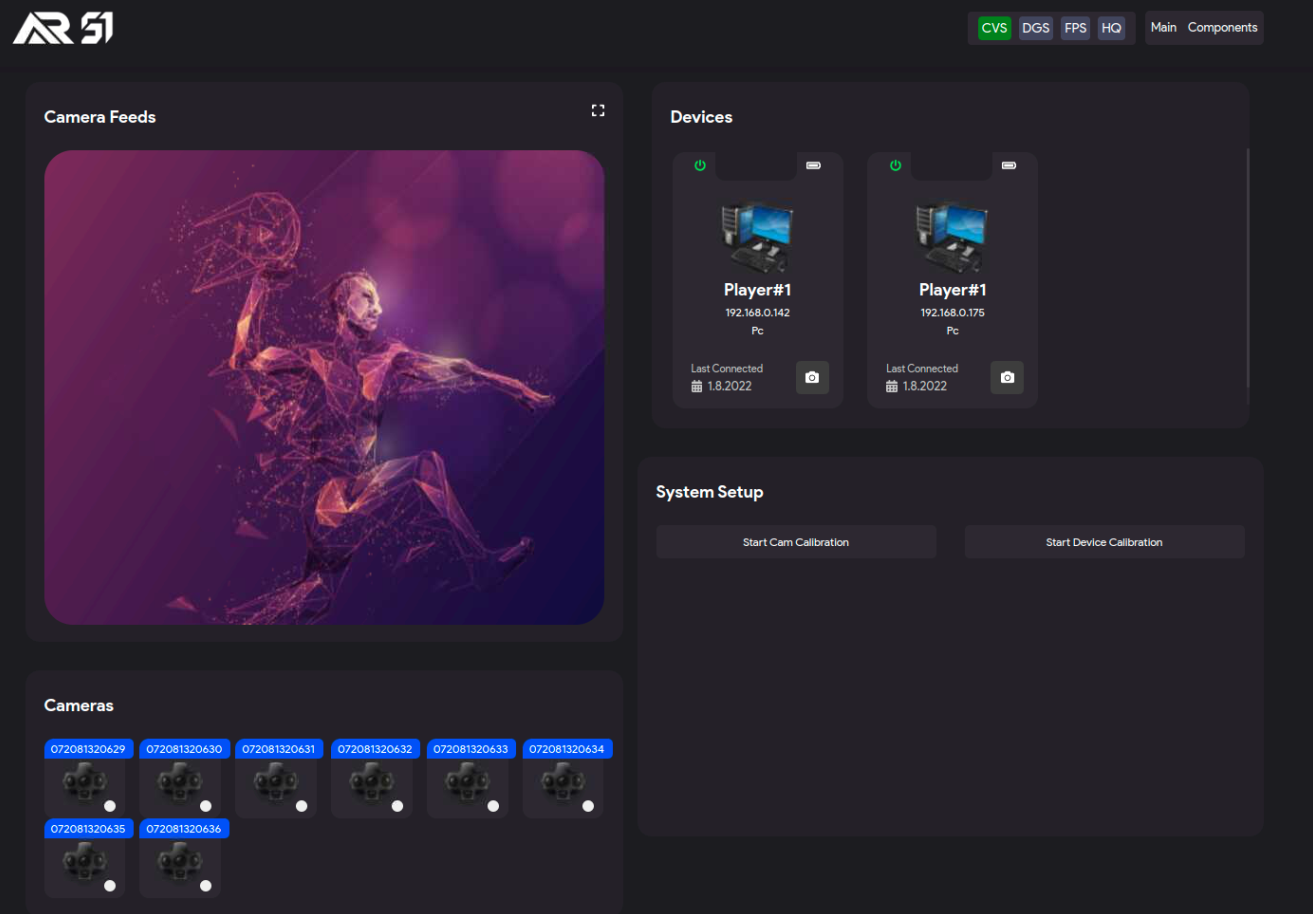 AR 51
CVS DGS FPS HQ Main Components
Camera Feeds
Devices
Player#1
192.168.0.142
Pc
Last Connected
1.8.2022
Player#1
192.168.0.175
Pc
Last Connected
1.8.2022
System Setup
Start Cam Calibration Start Device Calibration
Cameras
072081320629 072081320630 072081320631 072081320632 072081320633 072081320634
072081320635 072081320636